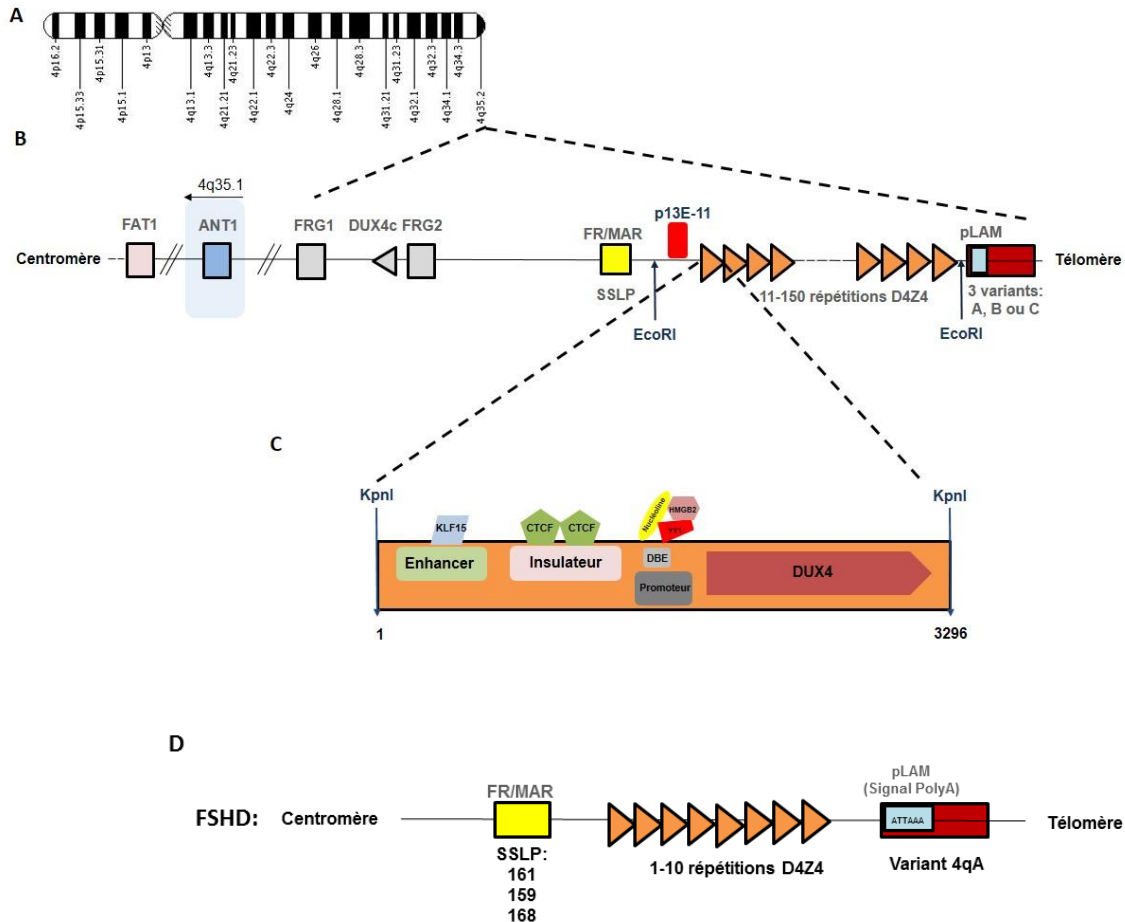 A
4p16.2
4p15.33
4p15.31
4p15.1
4p13
4q13.1
4q13.3
4q21.21
4q21.23
4q22.1
4q22.3
4q24
4q26
4q28.1
4q28.3
4q31.21
4q31.23
4q32.1
4q32.3
4q34.1
4q34.3
4q35.2
B
4q35.1
FAT1
ANT1
FRG1
DUX4c FRG2
FR/MAR
p13E-11
pLAM
Centromère
Télomère
SSLP
11-150 répétitions D4Z4
3 variants:
A, B ou C
EcoRI
EcoRI
C
KpnI
KpnI
KLF15
CTCF
CTCF
Nucléoline
HMGB2
YY1
Enhancer
Insulateur
DBE
Promoteur
DUX4
1
3296
D
pLAM
(Signal PolyA)
FR/MAR
FSHD:
Centromère
ATTAAA
Télomère
SSLP:
161
159
168
1-10 répétitions D4Z4
Variant 4qA